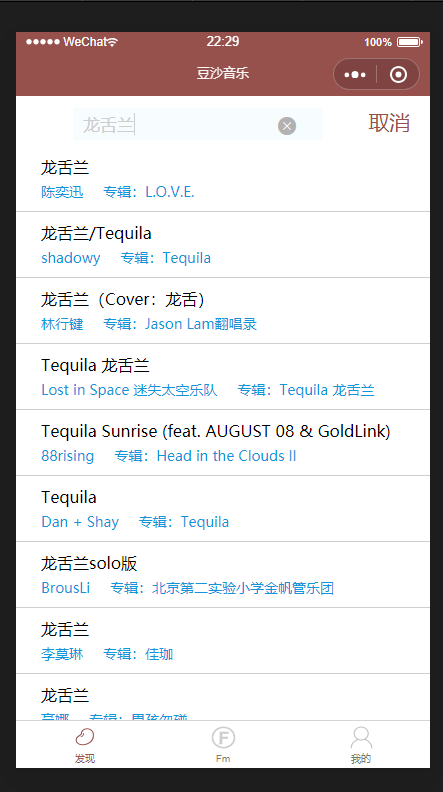 WeChat 22:29 100%
豆沙音乐
龙舌兰 取消
龙舌兰
陈奕迅 专辑：L.O.V.E.
龙舌兰/Tequila
shadowy 专辑：Tequila
龙舌兰（Cover：龙舌）
林行键 专辑：Jason Lam翻唱录
Tequila 龙舌兰
Lost in Space 迷失太空乐队 专辑：Tequila 龙舌兰
Tequila Sunrise (feat. AUGUST 08 & GoldLink)
88rising 专辑：Head in the Clouds II
Tequila
Dan + Shay 专辑：Tequila
龙舌兰solo版
BrousLi 专辑：北京第二实验小学金帆管乐团
龙舌兰
李莫琳 专辑：佳珈
龙舌兰
专辑：
发现 Fm 我的